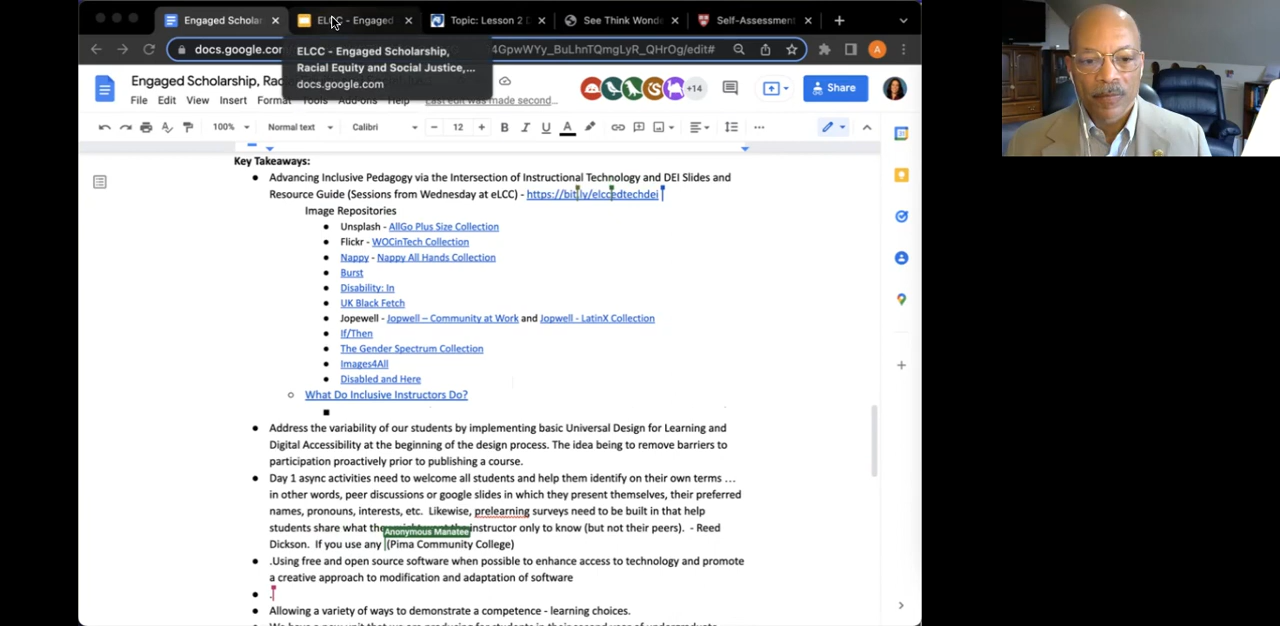 Engaged Scholar
ELCC - Engaged
Topic: Lesson 2 D
See Think Wonde
Self-Assessment
docs.google.com
4GpwWYy_BuLhnTQmgLyR_QHrOg/edit#
A
ELCC - Engaged Scholarship,
Racial Equity and Social Justice,...
docs.google.com
Engaged Scholarship, Ra
File Edit View Insert Format Tools Add-ons Help Last edit was made second...
+14
Share
100% Normal text Calibri 12 B I U A
Key Takeaways:
Advancing Inclusive Pedagogy via the Intersection of Instructional Technology and DEI Slides and
Resource Guide (Sessions from Wednesday at eLCC) - https://bit.ly/elccedtechdei
Image Repositories
Unsplash - AllGo Plus Size Collection
Flickr - WOCinTech Collection
Nappy - Nappy All Hands Collection
Burst
Disability: In
UK Black Fetch
Jopewell - Jopwell – Community at Work and Jopwell - LatinX Collection
If/Then
The Gender Spectrum Collection
Images4All
Disabled and Here
What Do Inclusive Instructors Do?
Address the variability of our students by implementing basic Universal Design for Learning and
Digital Accessibility at the beginning of the design process. The idea being to remove barriers to
participation proactively prior to publishing a course.
Day 1 async activities need to welcome all students and help them identify on their own terms ...
in other words, peer discussions or google slides in which they present themselves, their preferred
names, pronouns, interests, etc. Likewise, prelearning surveys need to be built in that help
students share what they instructor only to know (but not their peers). - Reed
Anonymous Manatee
Dickson. If you use any (Pima Community College)
.Using free and open source software when possible to enhance access to technology and promote
a creative approach to modification and adaptation of software
.
Allowing a variety of ways to demonstrate a competence - learning choices.